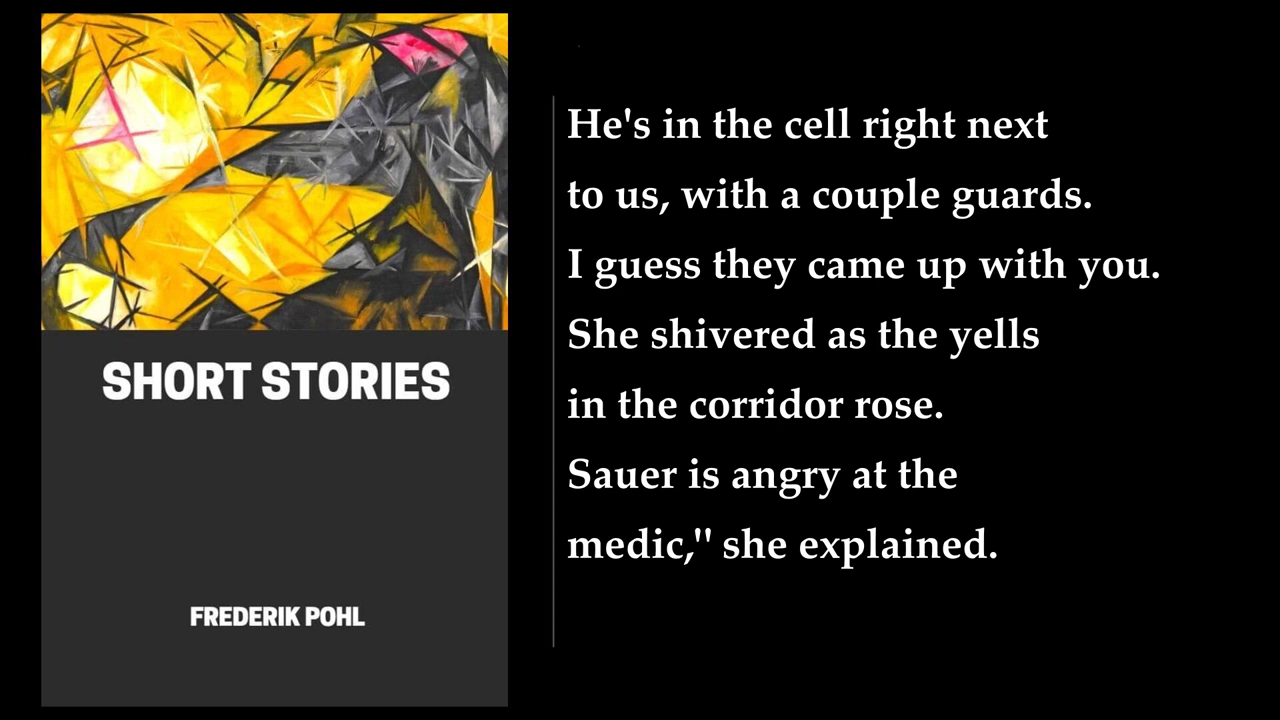 SHORT STORIES
FREDERIK POHL
He's in the cell right next
to us, with a couple guards.
I guess they came up with you.
She shivered as the yells
in the corridor rose.
Sauer is angry at the
medic," she explained.